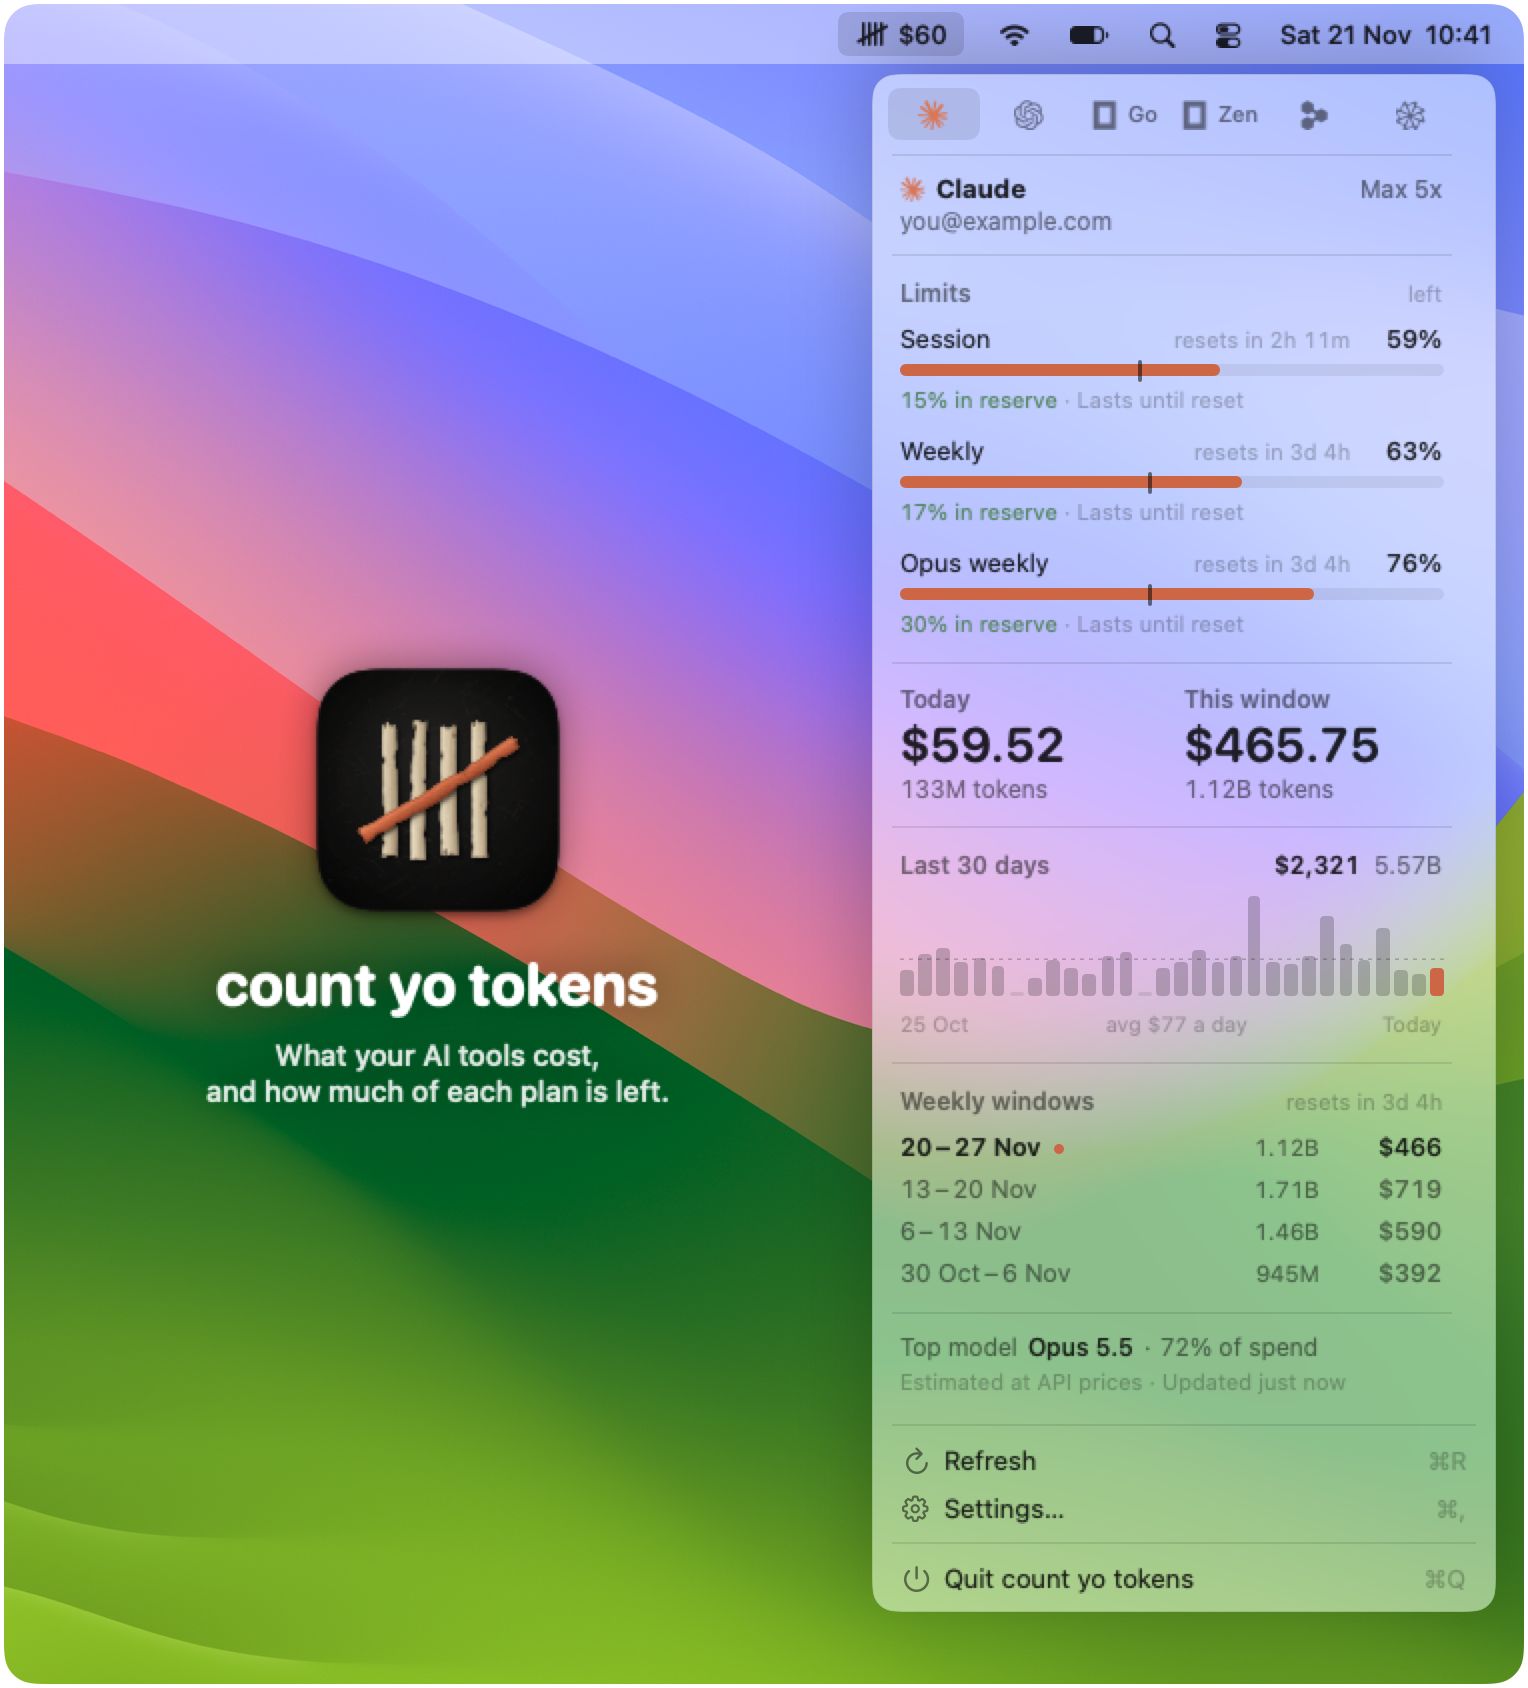 $60 Sat 21 Nov 10:41
Go Zen
Claude Max 5x
you@example.com
Limits left
Session resets in 2h 11m 59%
15% in reserve · Lasts until reset
Weekly resets in 3d 4h 63%
17% in reserve · Lasts until reset
Opus weekly resets in 3d 4h 76%
30% in reserve · Lasts until reset
Today This window
$59.52 $465.75
133M tokens 1.12B tokens
Last 30 days $2,321 5.57B
25 Oct avg $77 a day Today
Weekly windows resets in 3d 4h
20–27 Nov 1.12B $466
13–20 Nov 1.71B $719
6–13 Nov 1.46B $590
30 Oct–6 Nov 945M $392
Top model Opus 5.5 · 72% of spend
Estimated at API prices · Updated just now
Refresh ⌘R
Settings... ⌘,
Quit count yo tokens ⌘Q
count yo tokens
What your AI tools cost,
and how much of each plan is left.